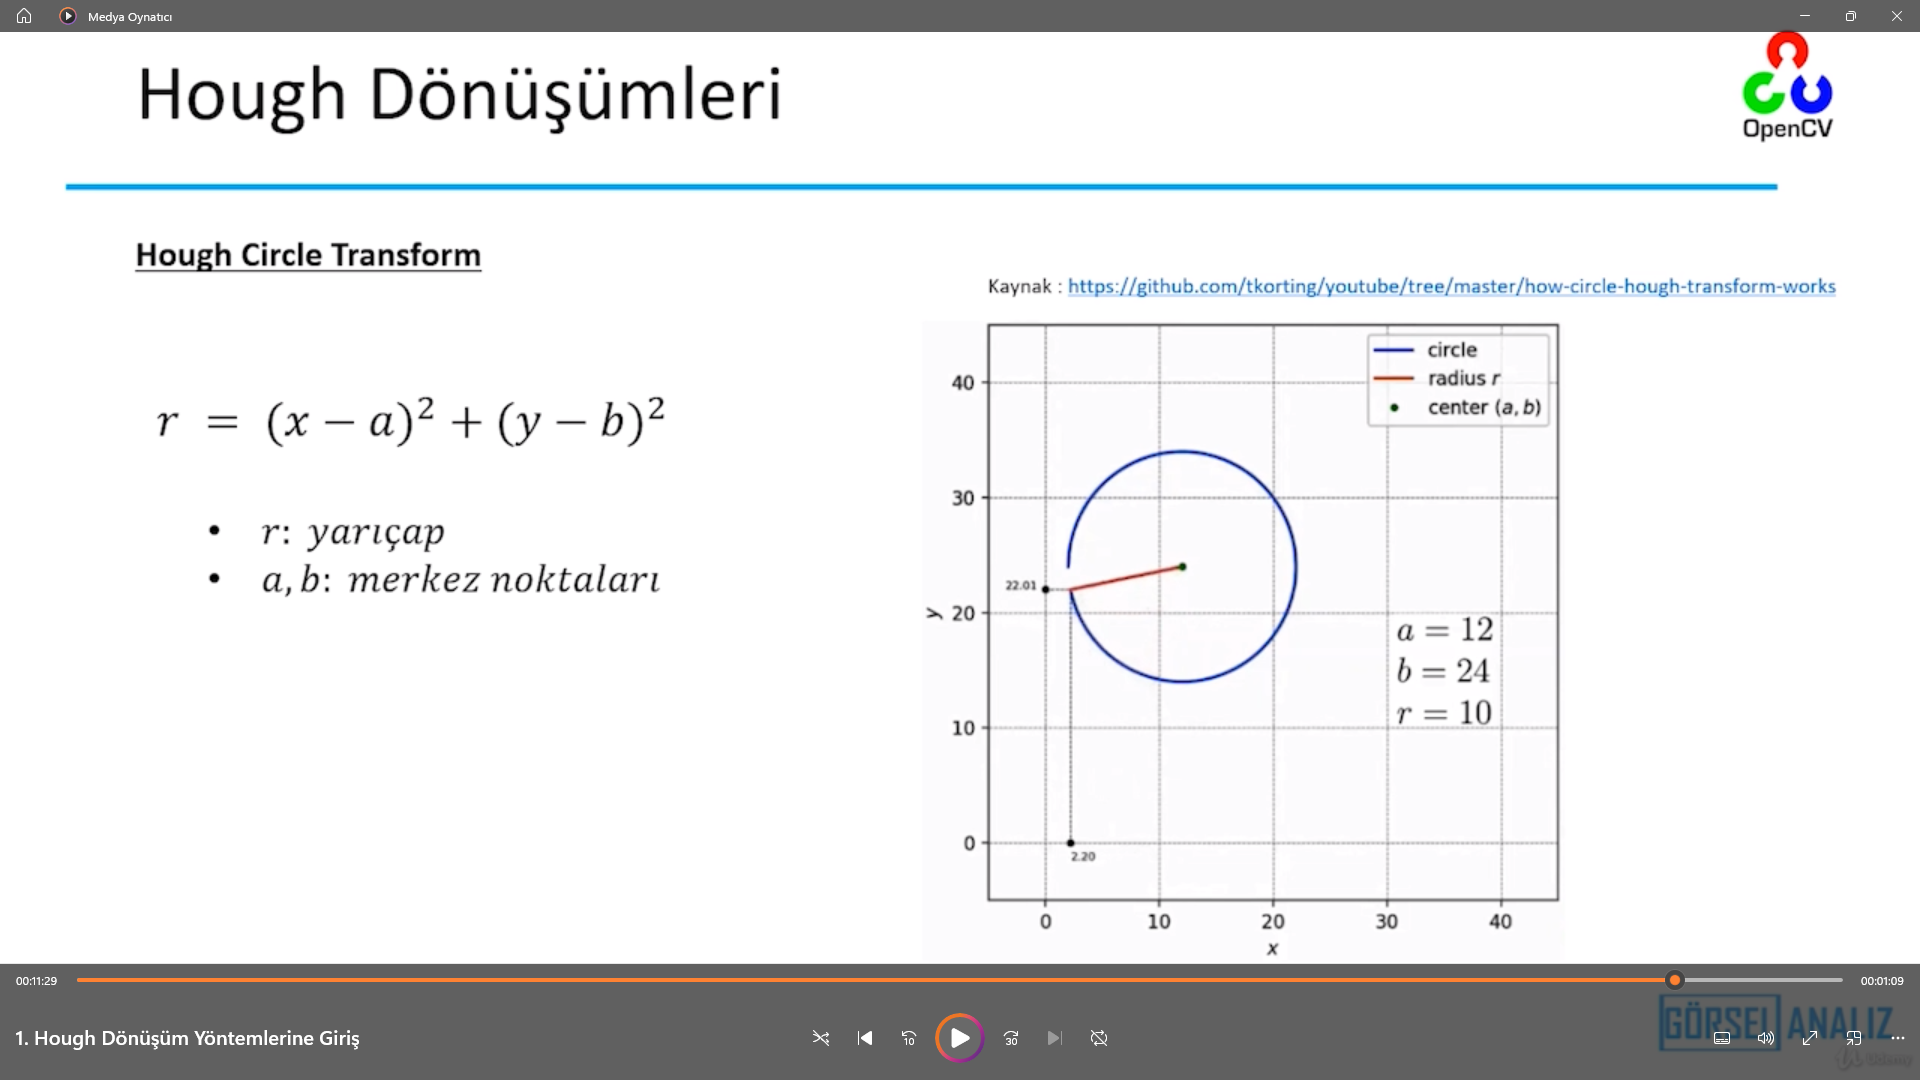 Medya Oynatıcı
Hough Dönüşümleri
OpenCV
Hough Circle Transform
Kaynak : https://github.com/tkorting/youtube/tree/master/how-circle-hough-transform-works
r = (x − a)² + (y − b)²
• r: yarıçap
• a, b: merkez noktaları
circle
radius r
center (a, b)
40
30
22.01
y
20
a = 12
b = 24
r = 10
10
0
2.20
0 10 20 30 40
x
00:11:29
00:01:09
GÖRSEL ANALIZ
1. Hough Dönüşüm Yöntemlerine Giriş
10
30
Udemy